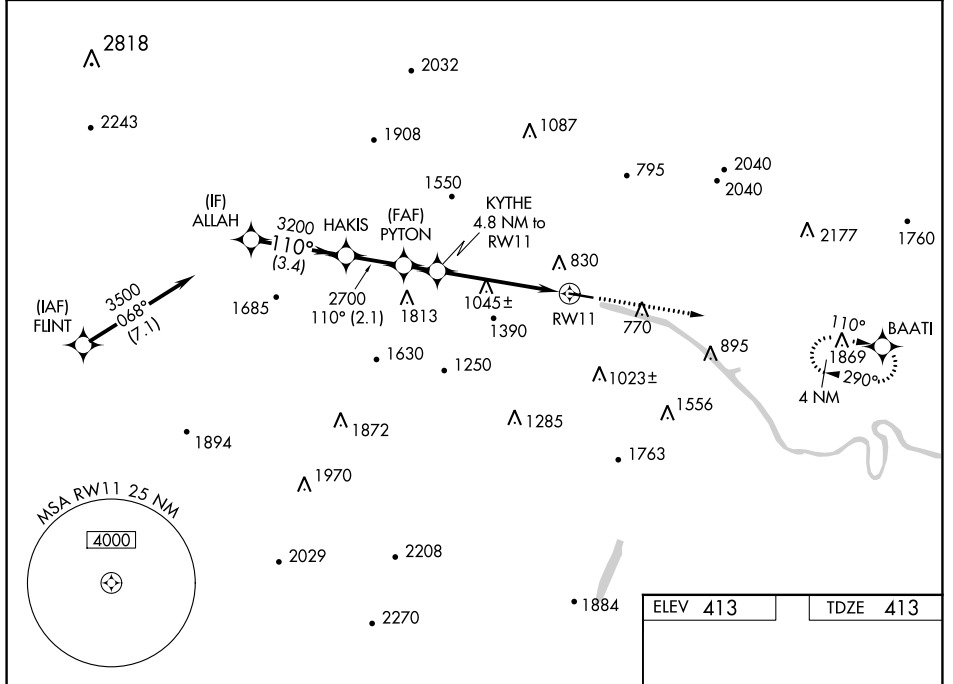 2818
2032
2243
1908
1087
795
2040
2040
1550
(IF)
ALLAH
3200
110°
(3.4)
HAKIS
(FAF)
PYTON
KYTHE
4.8 NM to
RW11
2177
1760
830
(IAF)
FLINT
3500
068°
(7.1)
1685
2700
110° (2.1)
1813
1045±
1390
RW11
770
110°
BAATI
1869
290°
4 NM
895
1630
1250
1023±
1556
1872
1285
1894
1763
1970
MSA RW11 25 NM
4000
2029
2208
1884
2270
ELEV 413
TDZE 413